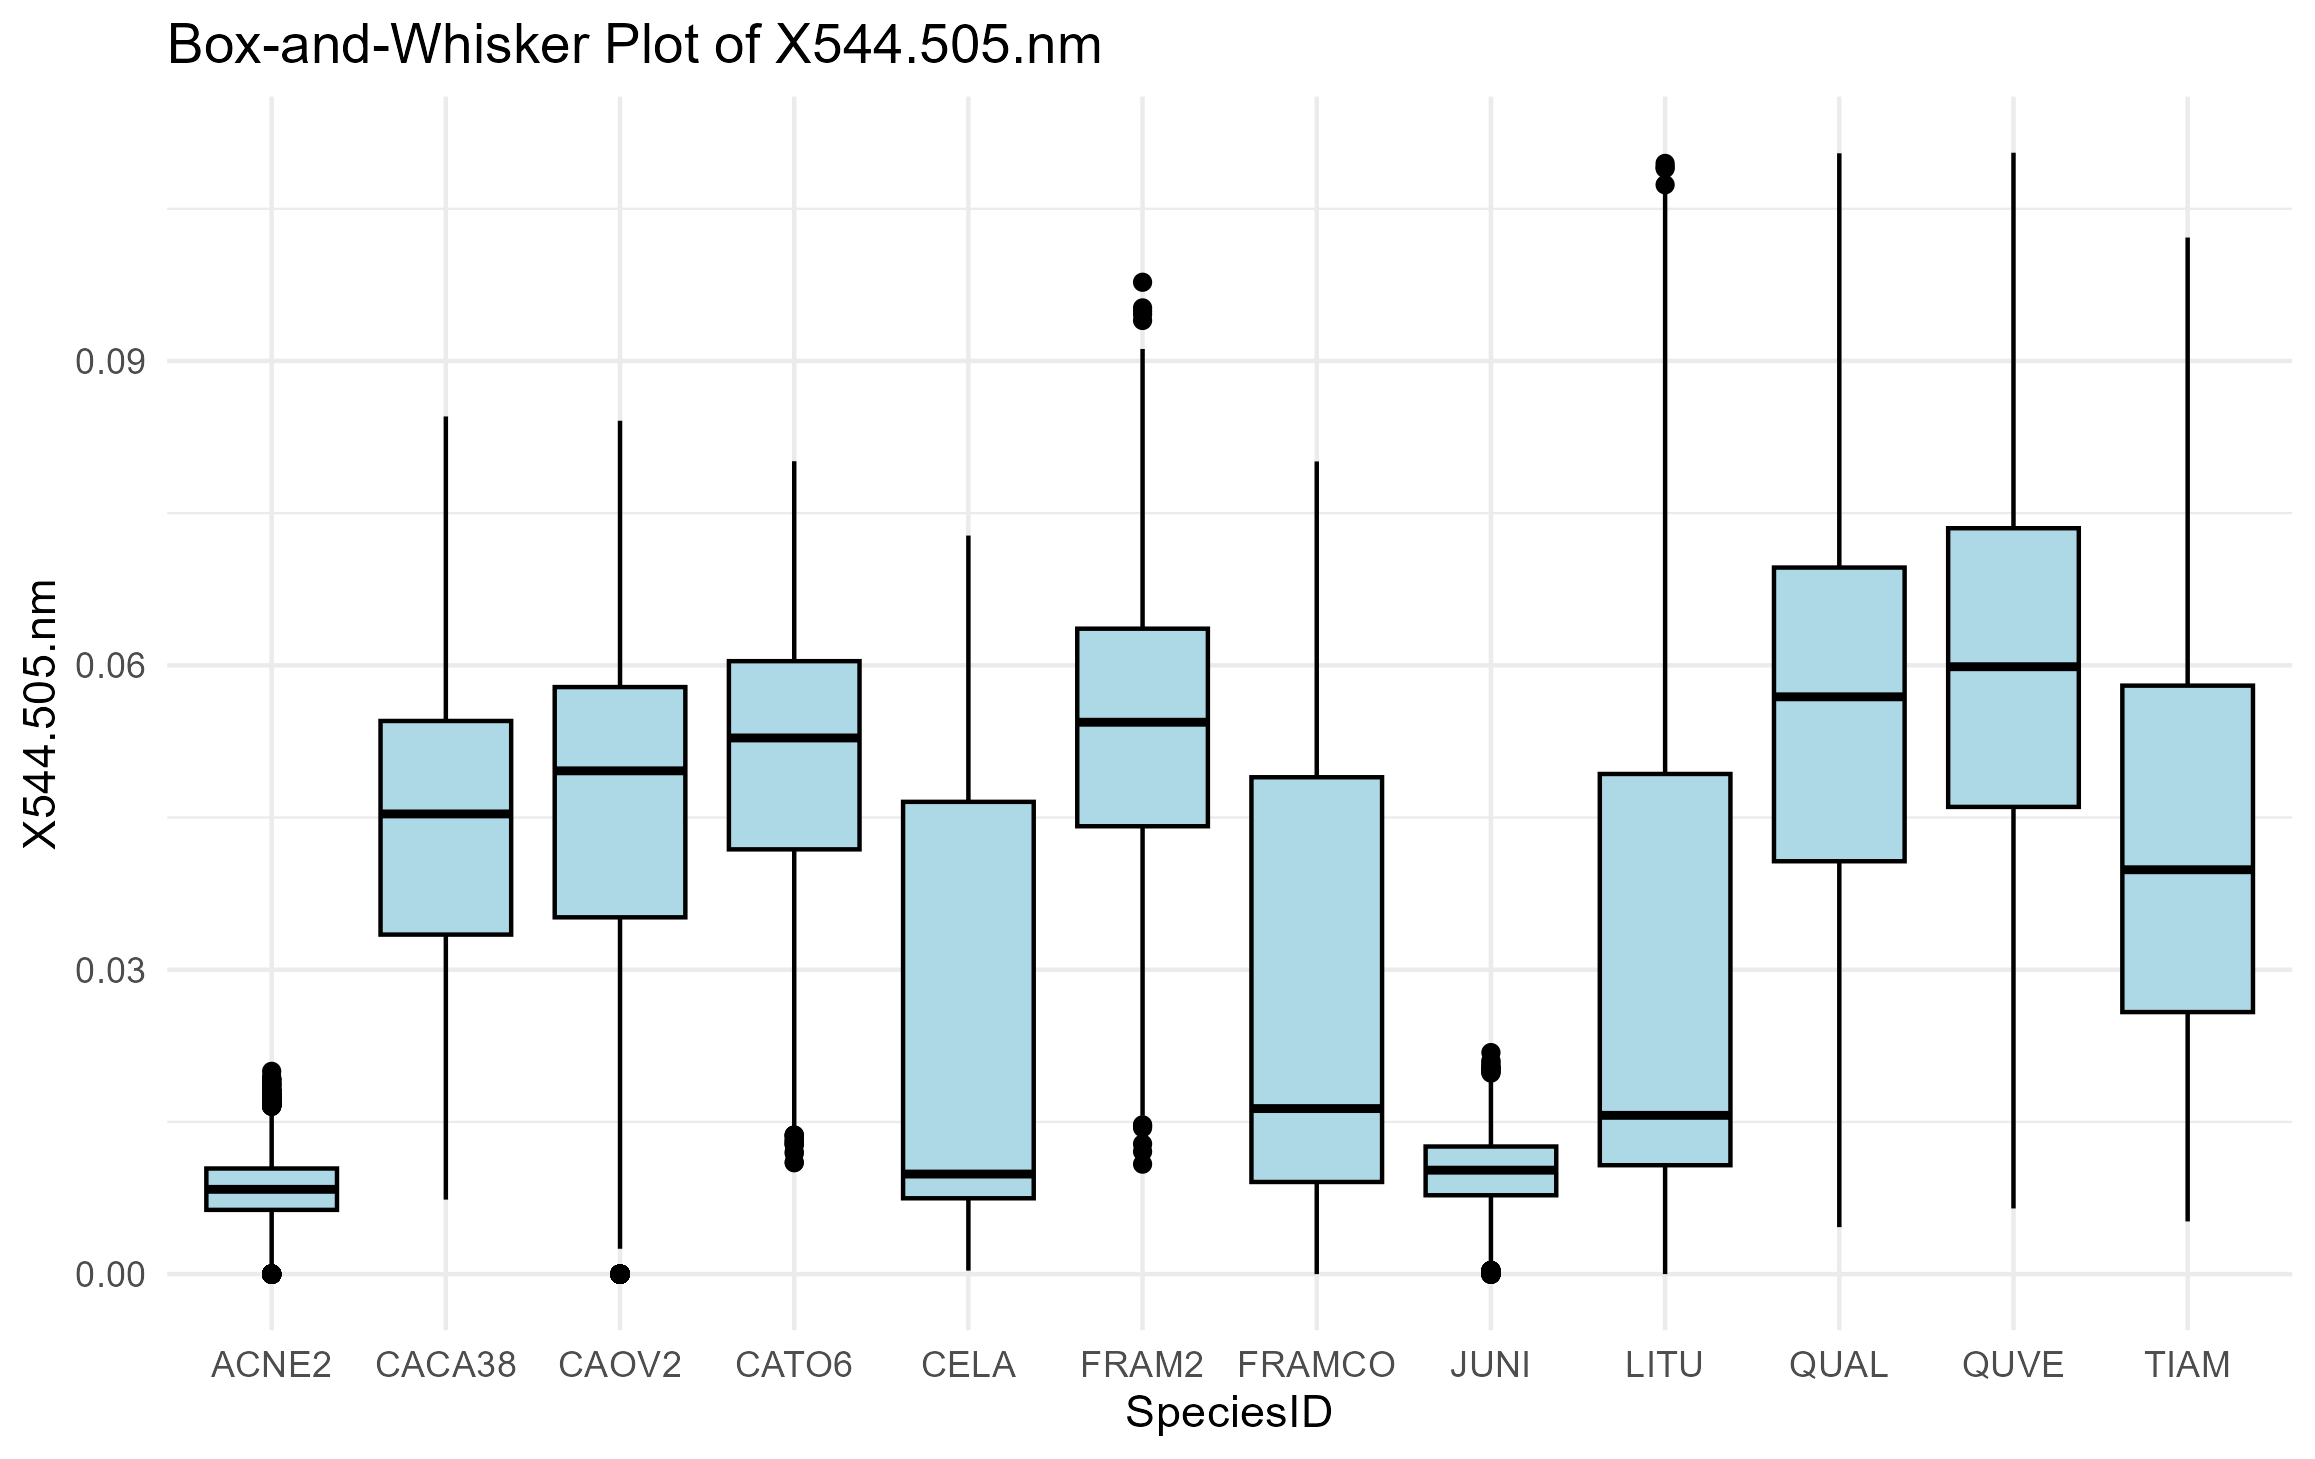 Box-and-Whisker Plot of X544.505.nm
X544.505.nm
0.09
0.06
0.03
0.00
ACNE2 CACA38 CAOV2 CATO6 CELA FRAM2 FRAMCO JUNI LITU QUAL QUVE TIAM
SpeciesID